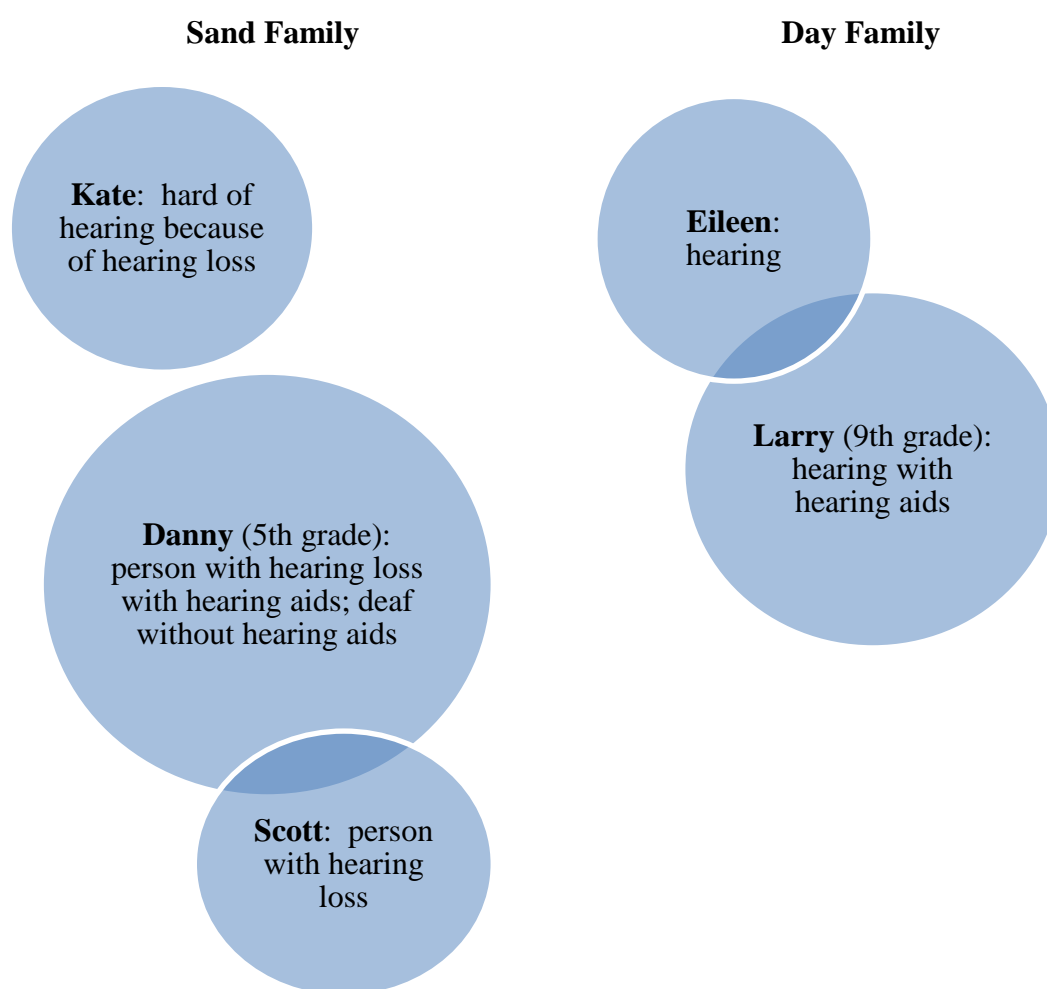 Sand Family
Kate: hard of
hearing because
of hearing loss
Danny (5th grade):
person with hearing loss
with hearing aids; deaf
without hearing aids
Scott: person
with hearing
loss
Day Family
Eileen:
hearing
Larry (9th grade):
hearing with
hearing aids